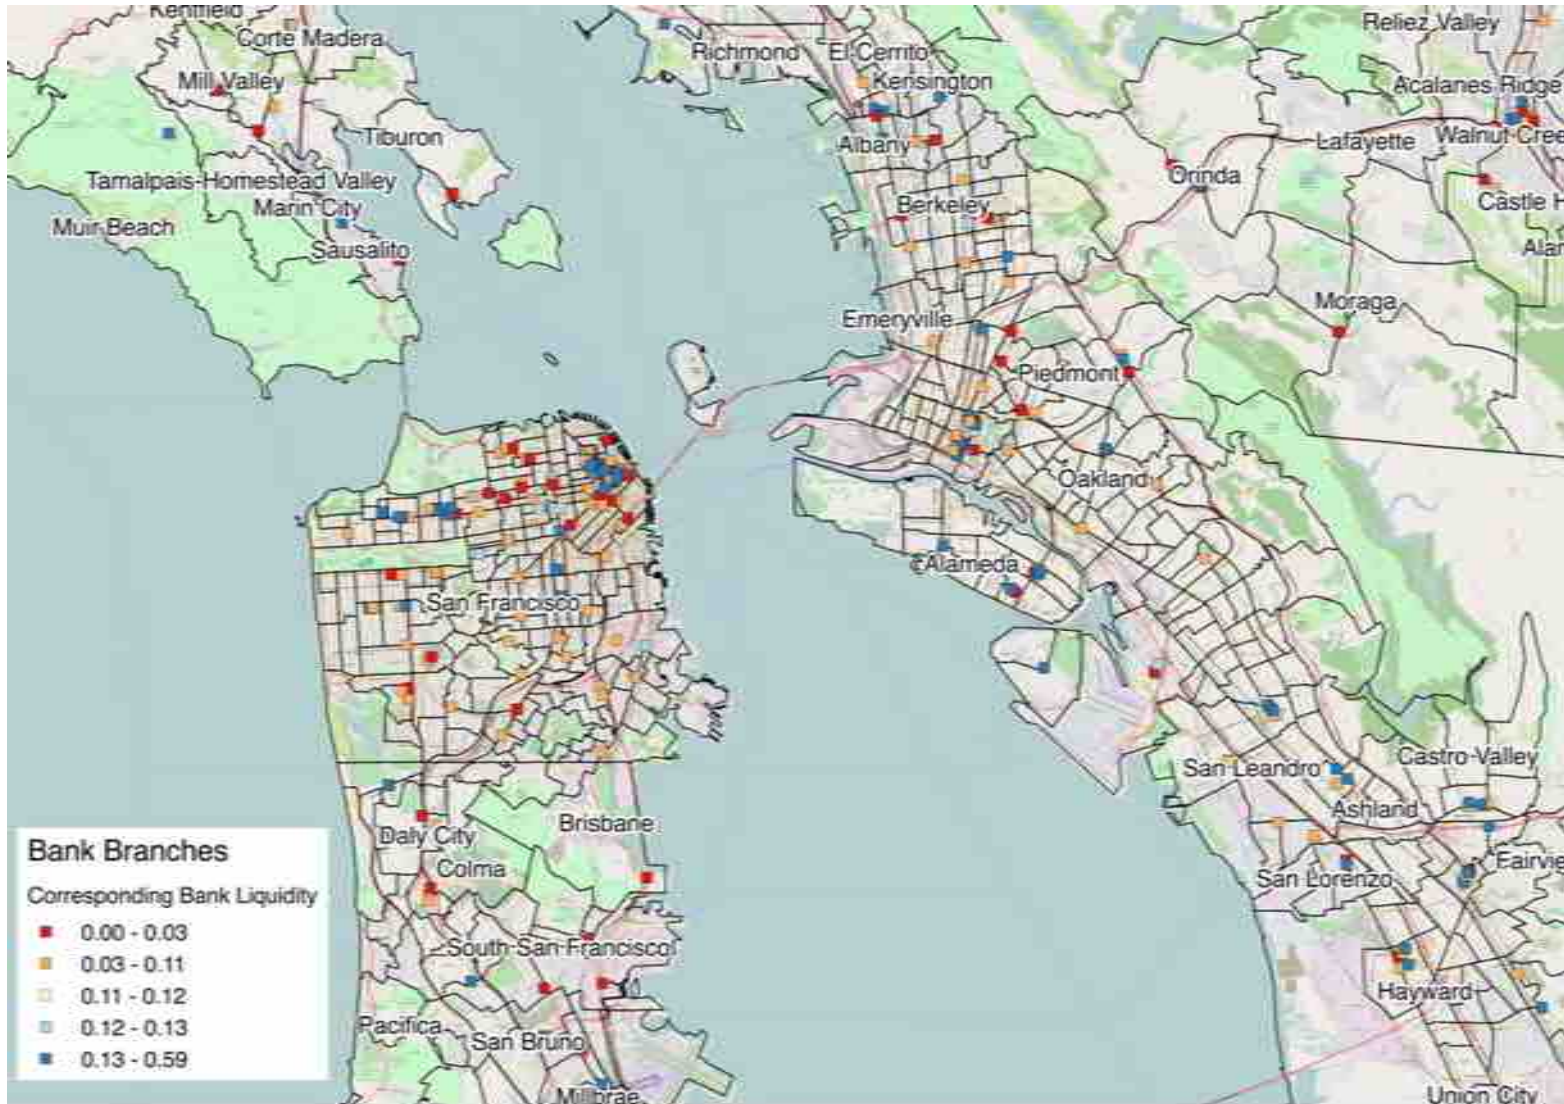 Kentfield
Corte Madera
Mill Valley
Tiburon
Tamalpais-Homestead Valley
Marin City
Muir Beach
Sausalito
Richmond
El Cerrito
Kensington
Albany
Berkeley
Emeryville
Piedmont
Oakland
Alameda
Reliez Valley
Acalanes Ridge
Lafayette
Walnut Cree
Orinda
Castle H
Alar
Moraga
San Francisco
Daly City
Brisbane
Colma
South San Francisco
Pacifica
San Bruno
Millbrae
San Leandro
Castro Valley
Ashland
San Lorenzo
Fairvie
Hayward
Union City
Bank Branches
Corresponding Bank Liquidity
0.00 - 0.03
0.03 - 0.11
0.11 - 0.12
0.12 - 0.13
0.13 - 0.59